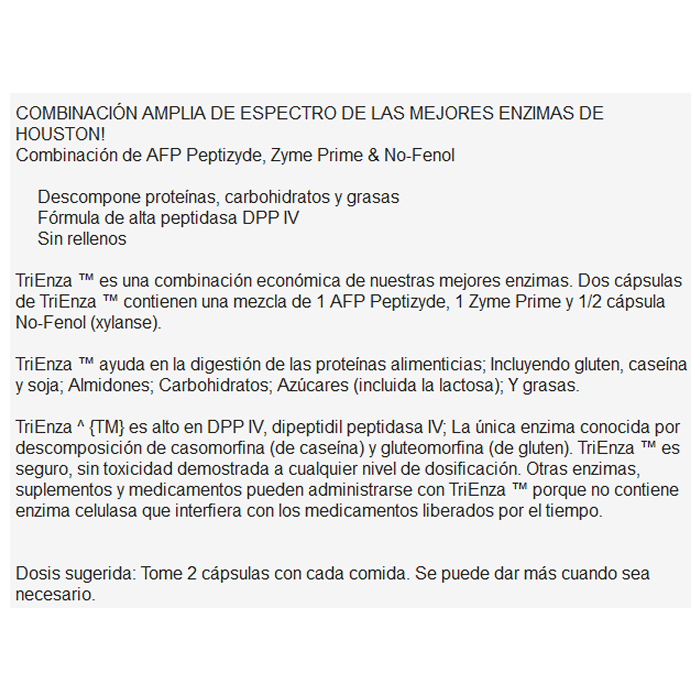 COMBINACIÓN AMPLIA DE ESPECTRO DE LAS MEJORES ENZIMAS DE
HOUSTON!
Combinación de AFP Peptizyde, Zyme Prime & No-Fenol
Descompone proteínas, carbohidratos y grasas
Fórmula de alta peptidasa DPP IV
Sin rellenos
TriEnza ™ es una combinación económica de nuestras mejores enzimas. Dos cápsulas
de TriEnza ™ contienen una mezcla de 1 AFP Peptizyde, 1 Zyme Prime y 1/2 cápsula
No-Fenol (xylanse).
TriEnza ™ ayuda en la digestión de las proteínas alimenticias; Incluyendo gluten, caseína
y soja; Almidones; Carbohidratos; Azúcares (incluida la lactosa); Y grasas.
TriEnza ^ {TM} es alto en DPP IV, dipeptidil peptidasa IV; La única enzima conocida por
descomposición de casomorfina (de caseína) y gluteomorfina (de gluten). TriEnza ™ es
seguro, sin toxicidad demostrada a cualquier nivel de dosificación. Otras enzimas,
suplementos y medicamentos pueden administrarse con TriEnza ™ porque no contiene
enzima celulasa que interfiera con los medicamentos liberados por el tiempo.
Dosis sugerida: Tome 2 cápsulas con cada comida. Se puede dar más cuando sea
necesario.